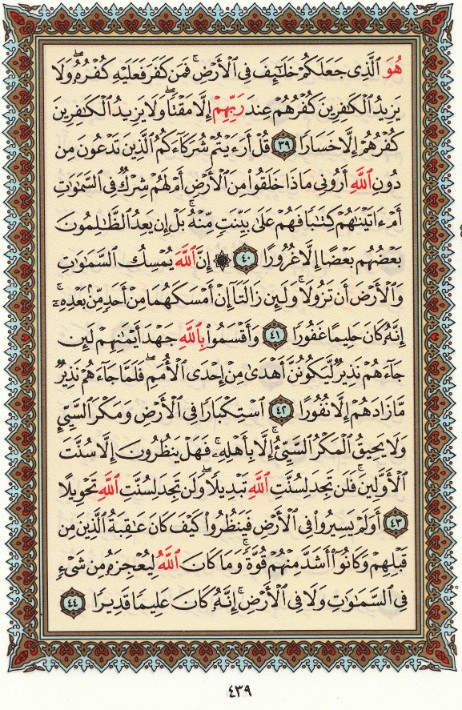 هُوَ ٱلَّذِى جَعَلَكُمْ خَلَـٰٓئِفَ فِى ٱلْأَرْضِ ۚ فَمَن كَفَرَ فَعَلَيْهِ كُفْرُهُۥ ۖ وَلَا
يَزِيدُ ٱلْكَـٰفِرِينَ كُفْرُهُمْ عِندَ رَبِّهِمْ إِلَّا مَقْتًا ۖ وَلَا يَزِيدُ ٱلْكَـٰفِرِينَ
كُفْرُهُمْ إِلَّا خَسَارًا ٣٩ قُلْ أَرَءَيْتُمْ شُرَكَآءَكُمُ ٱلَّذِينَ تَدْعُونَ مِن
دُونِ ٱللَّهِ أَرُونِى مَاذَا خَلَقُوا۟ مِنَ ٱلْأَرْضِ أَمْ لَهُمْ شِرْكٌ فِى ٱلسَّمَـٰوَٰتِ
أَمْ ءَاتَيْنَـٰهُمْ كِتَـٰبًا فَهُمْ عَلَىٰ بَيِّنَتٍ مِّنْهُ ۚ بَلْ إِن يَعِدُ ٱلظَّـٰلِمُونَ
بَعْضُهُم بَعْضًا إِلَّا غُرُورًا ٤٠ ۞ إِنَّ ٱللَّهَ يُمْسِكُ ٱلسَّمَـٰوَٰتِ
وَٱلْأَرْضَ أَن تَزُولَا ۚ وَلَئِن زَالَتَآ إِنْ أَمْسَكَهُمَا مِنْ أَحَدٍ مِّنۢ بَعْدِهِۦٓ ۚ
إِنَّهُۥ كَانَ حَلِيمًا غَفُورًا ٤١ وَأَقْسَمُوا۟ بِٱللَّهِ جَهْدَ أَيْمَـٰنِهِمْ لَئِن
جَآءَهُمْ نَذِيرٌ لَّيَكُونُنَّ أَهْدَىٰ مِنْ إِحْدَى ٱلْأُمَمِ ۖ فَلَمَّا جَآءَهُمْ نَذِيرٌ
مَّا زَادَهُمْ إِلَّا نُفُورًا ٤٢ ٱسْتِكْبَارًا فِى ٱلْأَرْضِ وَمَكْرَ ٱلسَّيِّئِ ۚ
وَلَا يَحِيقُ ٱلْمَكْرُ ٱلسَّيِّئُ إِلَّا بِأَهْلِهِۦ ۚ فَهَلْ يَنظُرُونَ إِلَّا سُنَّتَ
ٱلْأَوَّلِينَ ۚ فَلَن تَجِدَ لِسُنَّتِ ٱللَّهِ تَبْدِيلًا ۖ وَلَن تَجِدَ لِسُنَّتِ ٱللَّهِ تَحْوِيلًا
٤٣ أَوَلَمْ يَسِيرُوا۟ فِى ٱلْأَرْضِ فَيَنظُرُوا۟ كَيْفَ كَانَ عَـٰقِبَةُ ٱلَّذِينَ مِن
قَبْلِهِمْ وَكَانُوٓا۟ أَشَدَّ مِنْهُمْ قُوَّةً ۚ وَمَا كَانَ ٱللَّهُ لِيُعْجِزَهُۥ مِن شَىْءٍ
فِى ٱلسَّمَـٰوَٰتِ وَلَا فِى ٱلْأَرْضِ ۚ إِنَّهُۥ كَانَ عَلِيمًا قَدِيرًا ٤٤
٤٣٩